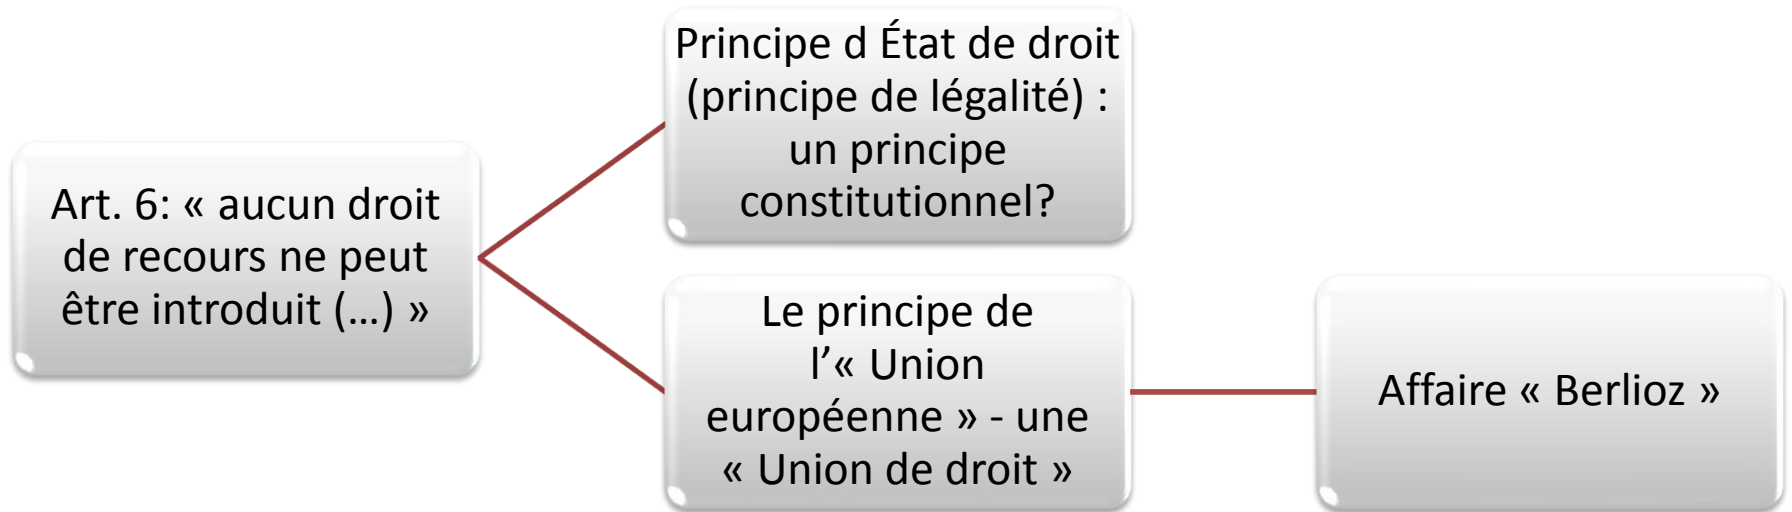 Art. 6: « aucun droit
de recours ne peut
être introduit (…) »
Principe d État de droit
(principe de légalité) :
un principe
constitutionnel?
Le principe de
l’« Union
européenne » - une
« Union de droit »
Affaire « Berlioz »